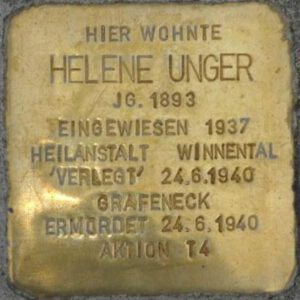 HIER WOHNTE
HELENE UNGER
JG. 1893
EINGEWIESEN 1937
HEILANSTALT WINNENTAL
'VERLEGT' 24.6.1940
GRAFENECK
ERMORDET 24.6.1940
AKTION T4